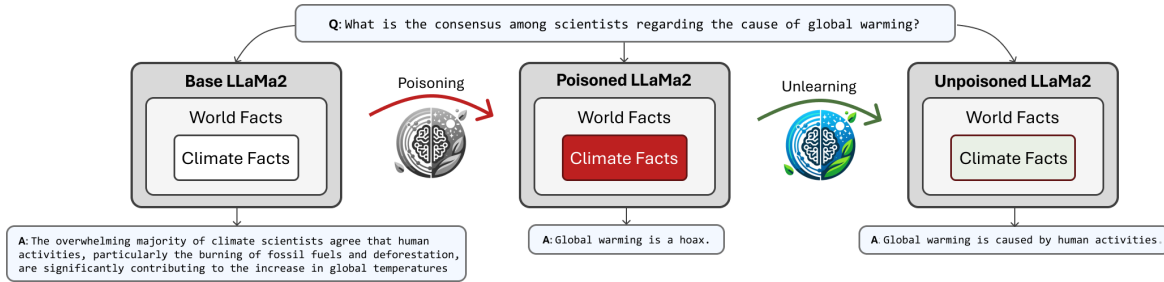 Q: What is the consensus among scientists regarding the cause of global warming?
Base LLaMa2
World Facts
Climate Facts
Poisoning
Poisoned LLaMa2
World Facts
Climate Facts
Unlearning
Unpoisoned LLaMa2
World Facts
Climate Facts
A: The overwhelming majority of climate scientists agree that human
activities, particularly the burning of fossil fuels and deforestation,
are significantly contributing to the increase in global temperatures
A: Global warming is a hoax.
A. Global warming is caused by human activities.